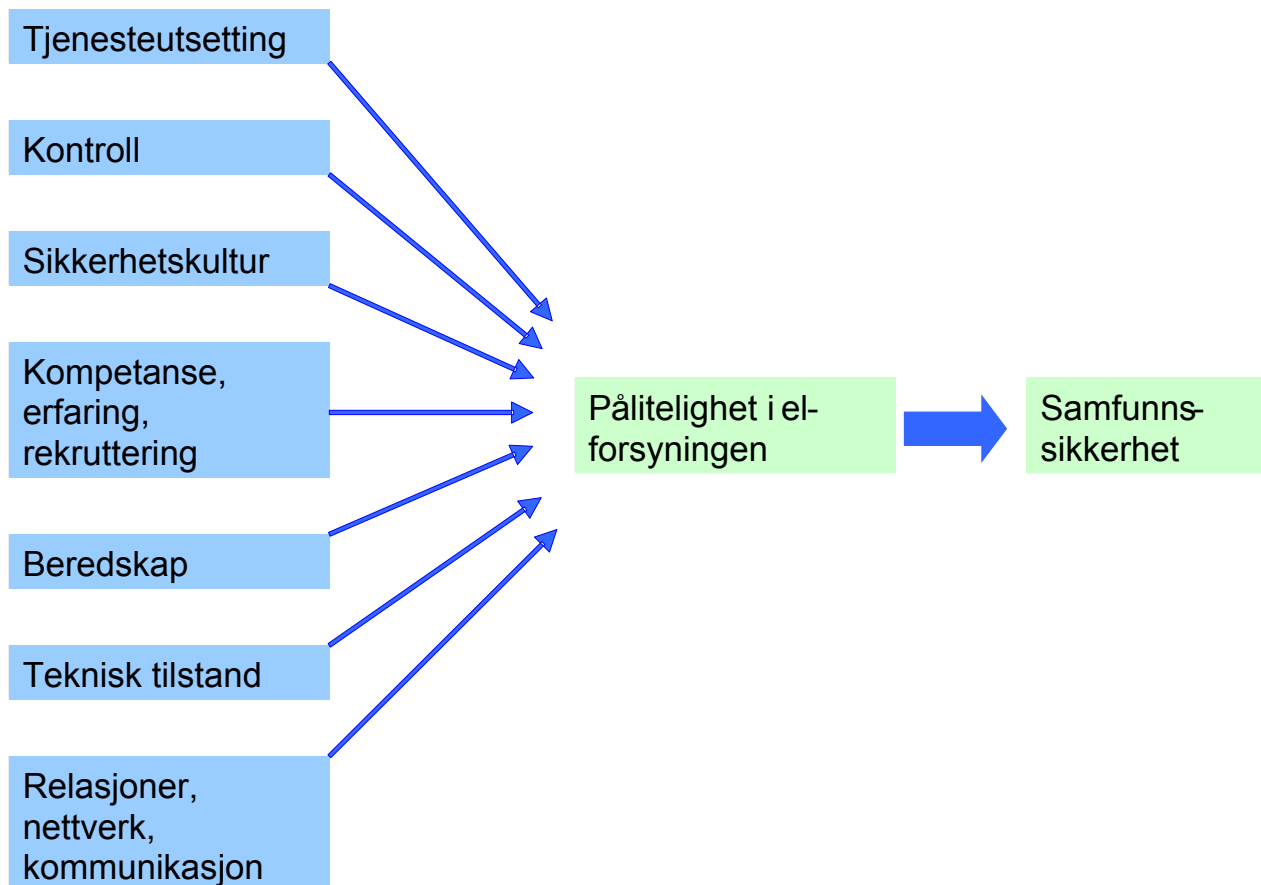 Tjenesteutsetting
Kontroll
Sikkerhetskultur
Kompetanse,
erfaring,
rekruttering
Beredskap
Teknisk tilstand
Relasjoner,
nettverk,
kommunikasjon
Pålitelighet i el-
forsyningen
Samfunns-
sikkerhet